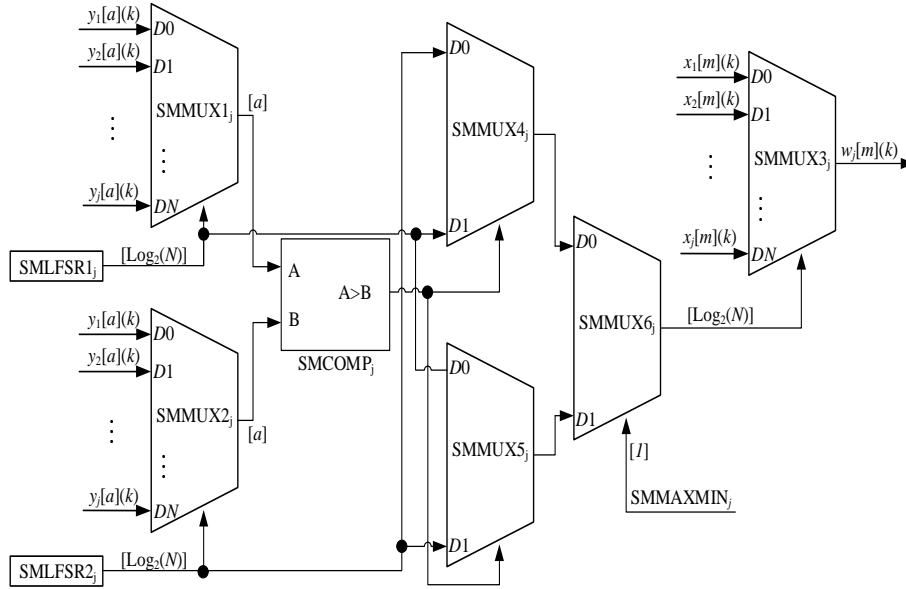 y₁[a](k)
D0
y₂[a](k)
D1
[a]
SMMUX1ⱼ
⋮
⋮
yⱼ[a](k)
DN
SMLFSR1ⱼ
[Log₂(N)]
y₁[a](k)
D0
y₂[a](k)
D1
SMMUX2ⱼ
[a]
⋮
⋮
yⱼ[a](k)
DN
SMLFSR2ⱼ
[Log₂(N)]
A
A>B
B
SMCOMPⱼ
D0
SMMUX4ⱼ
D1
D0
SMMUX5ⱼ
D1
D0
SMMUX6ⱼ
D1
[1]
SMMAXMINⱼ
[Log₂(N)]
x₁[m](k)
D0
x₂[m](k)
D1
SMMUX3ⱼ
wⱼ[m](k)
⋮
⋮
xⱼ[m](k)
DN